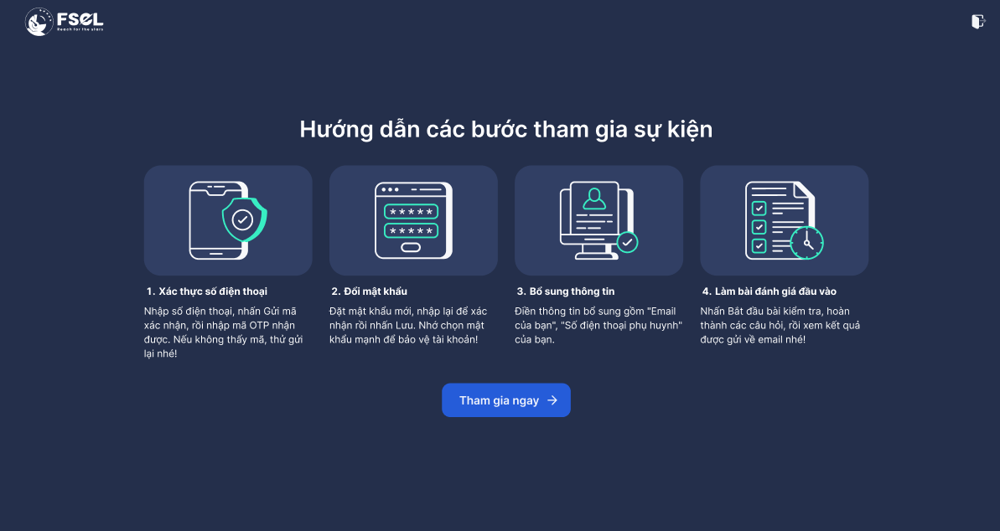 FSEL
Reach for the stars
Hướng dẫn các bước tham gia sự kiện
*****
*****
1. Xác thực số điện thoại
Nhập số điện thoại, nhấn Gửi mã
xác nhận, rồi nhập mã OTP nhận
được. Nếu không thấy mã, thử gửi
lại nhé!
2. Đổi mật khẩu
Đặt mật khẩu mới, nhập lại để xác
nhận rồi nhấn Lưu. Nhớ chọn mật
khẩu mạnh để bảo vệ tài khoản!
3. Bổ sung thông tin
Điền thông tin bổ sung gồm "Email
của bạn", "Số điện thoại phụ huynh"
của bạn.
4. Làm bài đánh giá đầu vào
Nhấn Bắt đầu bài kiểm tra, hoàn
thành các câu hỏi, rồi xem kết quả
được gửi về email nhé!
Tham gia ngay →